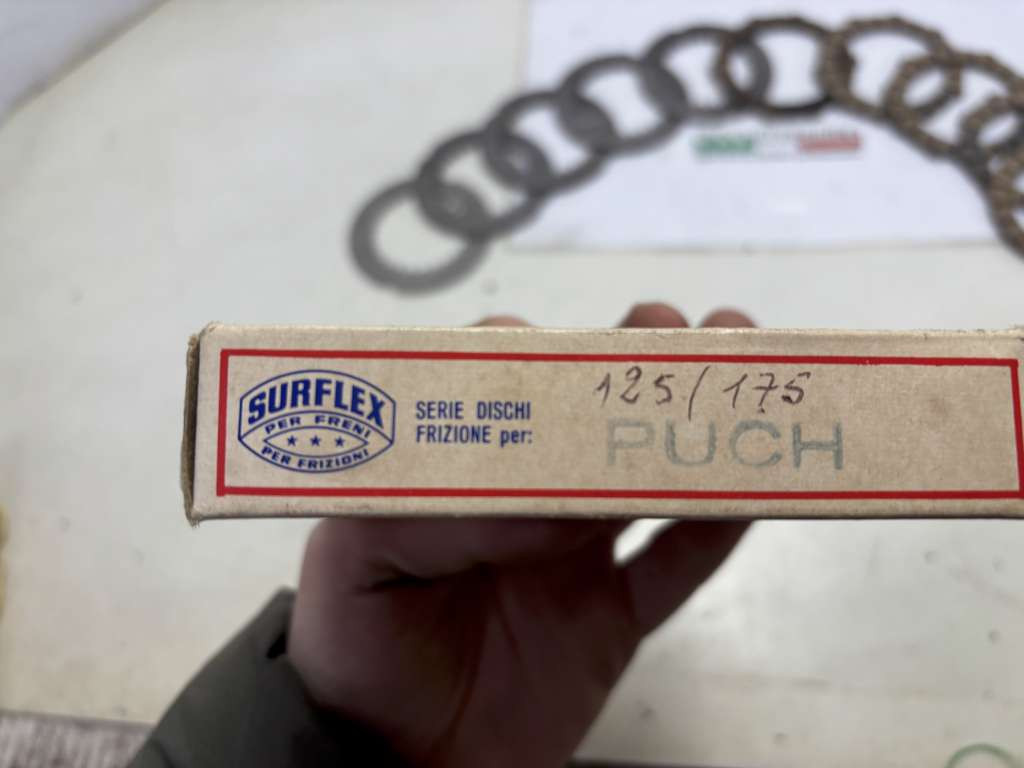 SURFLEX
PER FRENI
PER FRIZIONI
SERIE DISCHI
FRIZIONE per:
125/175
PUCH